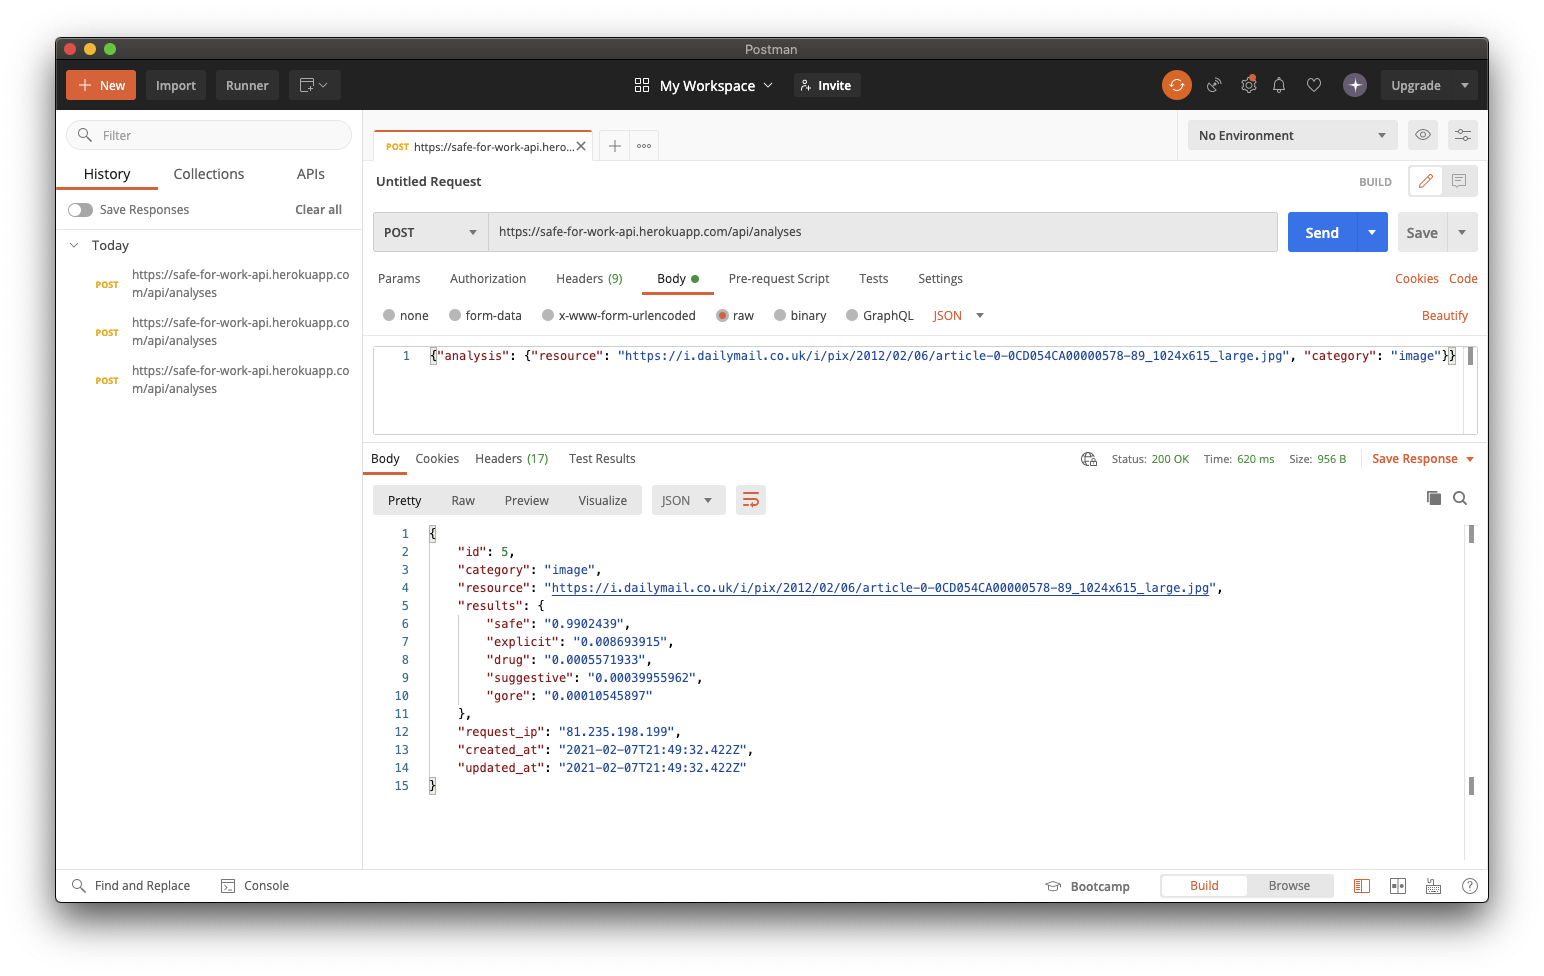 Postman
New
Import
Runner
My Workspace
Invite
Upgrade
Filter
History
Collections
APIs
Save Responses
Clear all
Today
POST
https://safe-for-work-api.herokuapp.co
m/api/analyses
POST
https://safe-for-work-api.herokuapp.co
m/api/analyses
POST
https://safe-for-work-api.herokuapp.co
m/api/analyses
POST https://safe-for-work-api.hero...
No Environment
Untitled Request
BUILD
POST
https://safe-for-work-api.herokuapp.com/api/analyses
Send
Save
Params
Authorization
Headers (9)
Body
Pre-request Script
Tests
Settings
Cookies
Code
none
form-data
x-www-form-urlencoded
raw
binary
GraphQL
JSON
Beautify
1 {"analysis": {"resource": "https://i.dailymail.co.uk/i/pix/2012/02/06/article-0-0CD054CA00000578-89_1024x615_large.jpg", "category": "image"}}
Body
Cookies
Headers (17)
Test Results
Status: 200 OK
Time: 620 ms
Size: 956 B
Save Response
Pretty
Raw
Preview
Visualize
JSON
1 {
2 "id": 5,
3 "category": "image",
4 "resource": "https://i.dailymail.co.uk/i/pix/2012/02/06/article-0-0CD054CA00000578-89_1024x615_large.jpg",
5 "results": {
6 "safe": "0.9902439",
7 "explicit": "0.008693915",
8 "drug": "0.0005571933",
9 "suggestive": "0.00039955962",
10 "gore": "0.00010545897"
11 },
12 "request_ip": "81.235.198.199",
13 "created_at": "2021-02-07T21:49:32.422Z",
14 "updated_at": "2021-02-07T21:49:32.422Z"
15 }
Find and Replace
Console
Bootcamp
Build
Browse